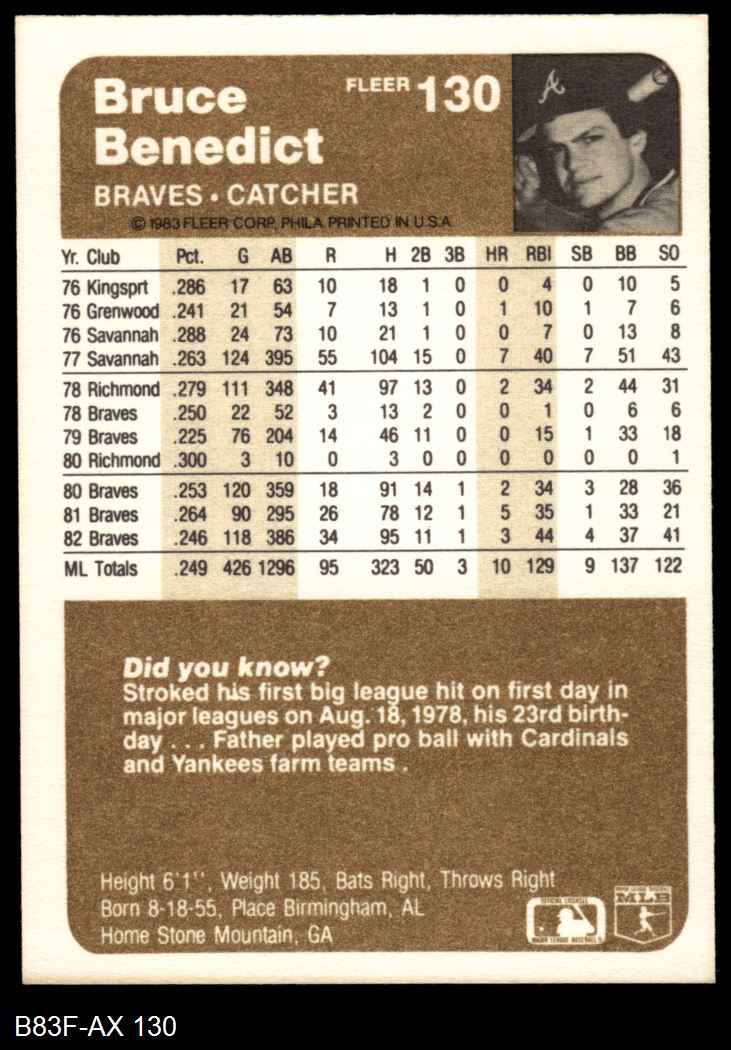 Bruce
Benedict
FLEER 130
BRAVES • CATCHER
© 1983 FLEER CORP. PHILA. PRINTED IN U.S.A.
Yr. Club Pct. G AB R H 2B 3B HR RBI SB BB SO
76 Kingsprt .286 17 63 10 18 1 0 0 4 0 10 5
76 Grenwood .241 21 54 7 13 1 0 1 10 1 7 6
76 Savannah .288 24 73 10 21 1 0 0 7 0 13 8
77 Savannah .263 124 395 55 104 15 0 7 40 7 51 43
78 Richmond .279 111 348 41 97 13 0 2 34 2 44 31
78 Braves .250 22 52 3 13 2 0 0 1 0 6 6
79 Braves .225 76 204 14 46 11 0 0 15 1 33 18
80 Richmond .300 3 10 0 3 0 0 0 0 0 0 1
80 Braves .253 120 359 18 91 14 1 2 34 3 28 36
81 Braves .264 90 295 26 78 12 1 5 35 1 33 21
82 Braves .246 118 386 34 95 11 1 3 44 4 37 41
ML Totals .249 426 1296 95 323 50 3 10 129 9 137 122
Did you know?
Stroked his first big league hit on first day in
major leagues on Aug. 18, 1978, his 23rd birth-
day . . . Father played pro ball with Cardinals
and Yankees farm teams .
Height 6'1'', Weight 185, Bats Right, Throws Right
Born 8-18-55, Place Birmingham, AL
Home Stone Mountain, GA
OFFICIAL LICENSEE
MAJOR LEAGUE BASEBALL
MAJOR LEAGUE BASEBALL
MLB
B83F-AX 130